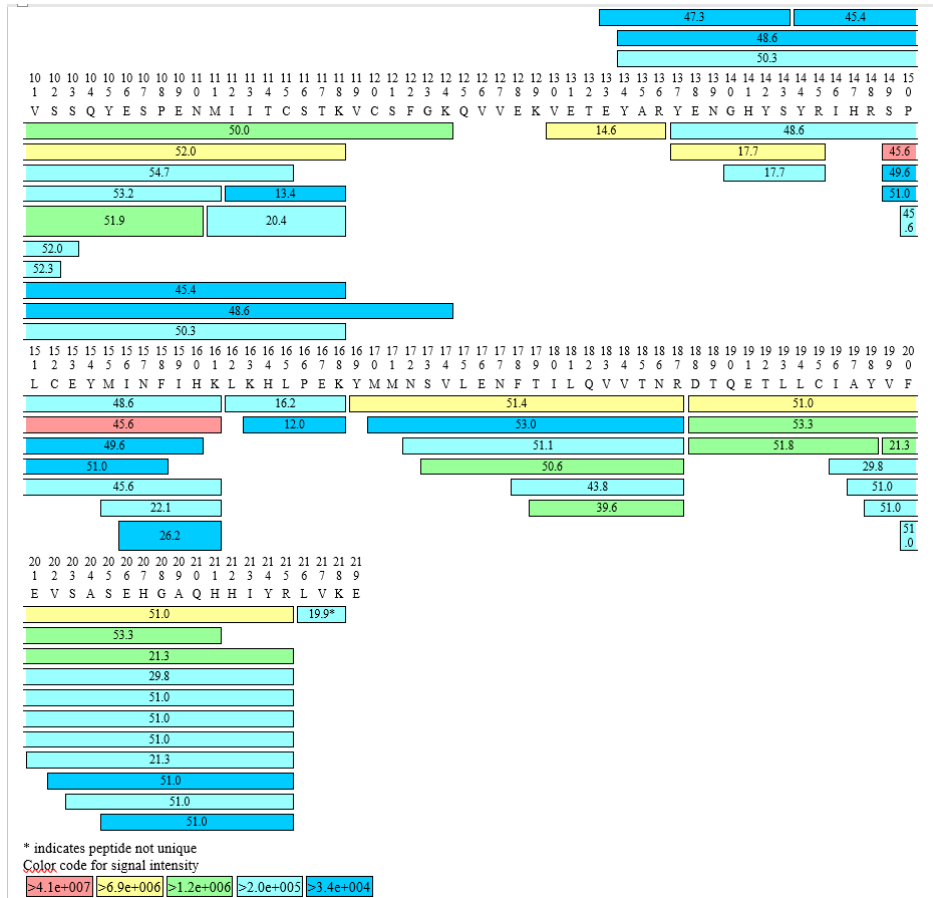 47.3 45.4
48.6
50.3
10 10 10 10 10 10 10 10 10 11 11 11 11 11 11 11 11 11 11 12 12 12 12 12 12 12 12 12 12 13 13 13 13 13 13 13 13 13 13 14 14 14 14 14 14 14 14 14 14 15
1 2 3 4 5 6 7 8 9 0 1 2 3 4 5 6 7 8 9 0 1 2 3 4 5 6 7 8 9 0 1 2 3 4 5 6 7 8 9 0 1 2 3 4 5 6 7 8 9 0
V S S Q Y E S P E N M I I T C S T K V C S F G K Q V V E K V E T E Y A R Y E N G H Y S Y R I H R S P
50.0 14.6 48.6
52.0 17.7 45.6
54.7 17.7 49.6
53.2 13.4 51.0
51.9 20.4 45
.6
52.0
52.3
45.4
48.6
50.3
15 15 15 15 15 15 15 15 15 16 16 16 16 16 16 16 16 16 16 17 17 17 17 17 17 17 17 17 17 18 18 18 18 18 18 18 18 18 18 19 19 19 19 19 19 19 19 19 19 20
1 2 3 4 5 6 7 8 9 0 1 2 3 4 5 6 7 8 9 0 1 2 3 4 5 6 7 8 9 0 1 2 3 4 5 6 7 8 9 0 1 2 3 4 5 6 7 8 9 0
L C E Y M I N F I H K L K H L P E K Y M M N S V L E N F T I L Q V V T N R D T Q E T L L C I A Y V F
48.6 16.2 51.4 51.0
45.6 12.0 53.0 53.3
49.6 51.1 51.8 21.3
51.0 50.6 29.8
45.6 43.8 51.0
22.1 39.6 51.0
26.2 51
.0
20 20 20 20 20 20 20 20 20 21 21 21 21 21 21 21 21 21 21
1 2 3 4 5 6 7 8 9 0 1 2 3 4 5 6 7 8 9
E V S A S E H G A Q H H I Y R L V K E
51.0 19.9*
53.3
21.3
29.8
51.0
51.0
51.0
21.3
51.0
51.0
51.0
* indicates peptide not unique
Color code for signal intensity
>4.1e+007 >6.9e+006 >1.2e+006 >2.0e+005 >3.4e+004